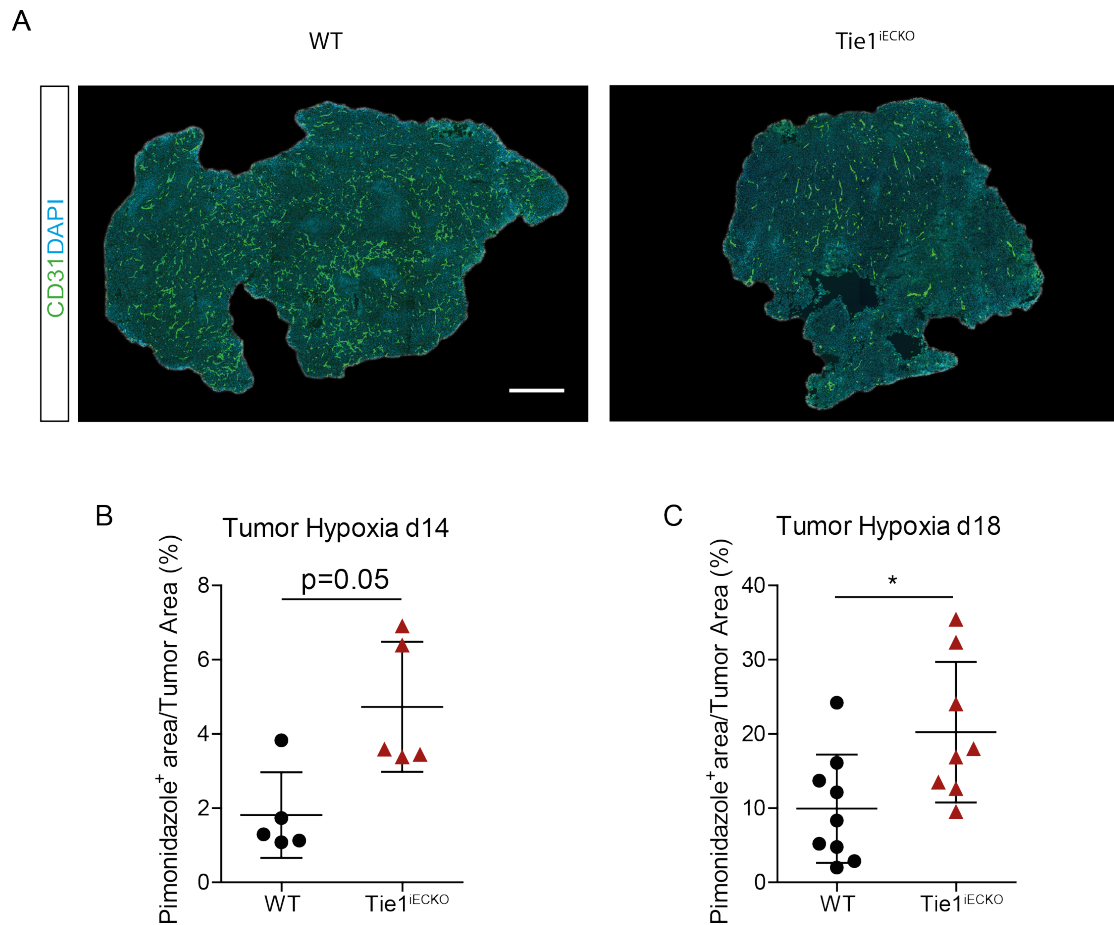 A
WT
Tie1iECKO
CD31DAPI
B
Tumor Hypoxia d14
Pimonidazole+ area/Tumor Area (%)
8
6
4
2
0
p=0.05
WT
Tie1iECKO
C
Tumor Hypoxia d18
Pimonidazole+ area/Tumor Area (%)
40
30
20
10
0
*
WT
Tie1iECKO